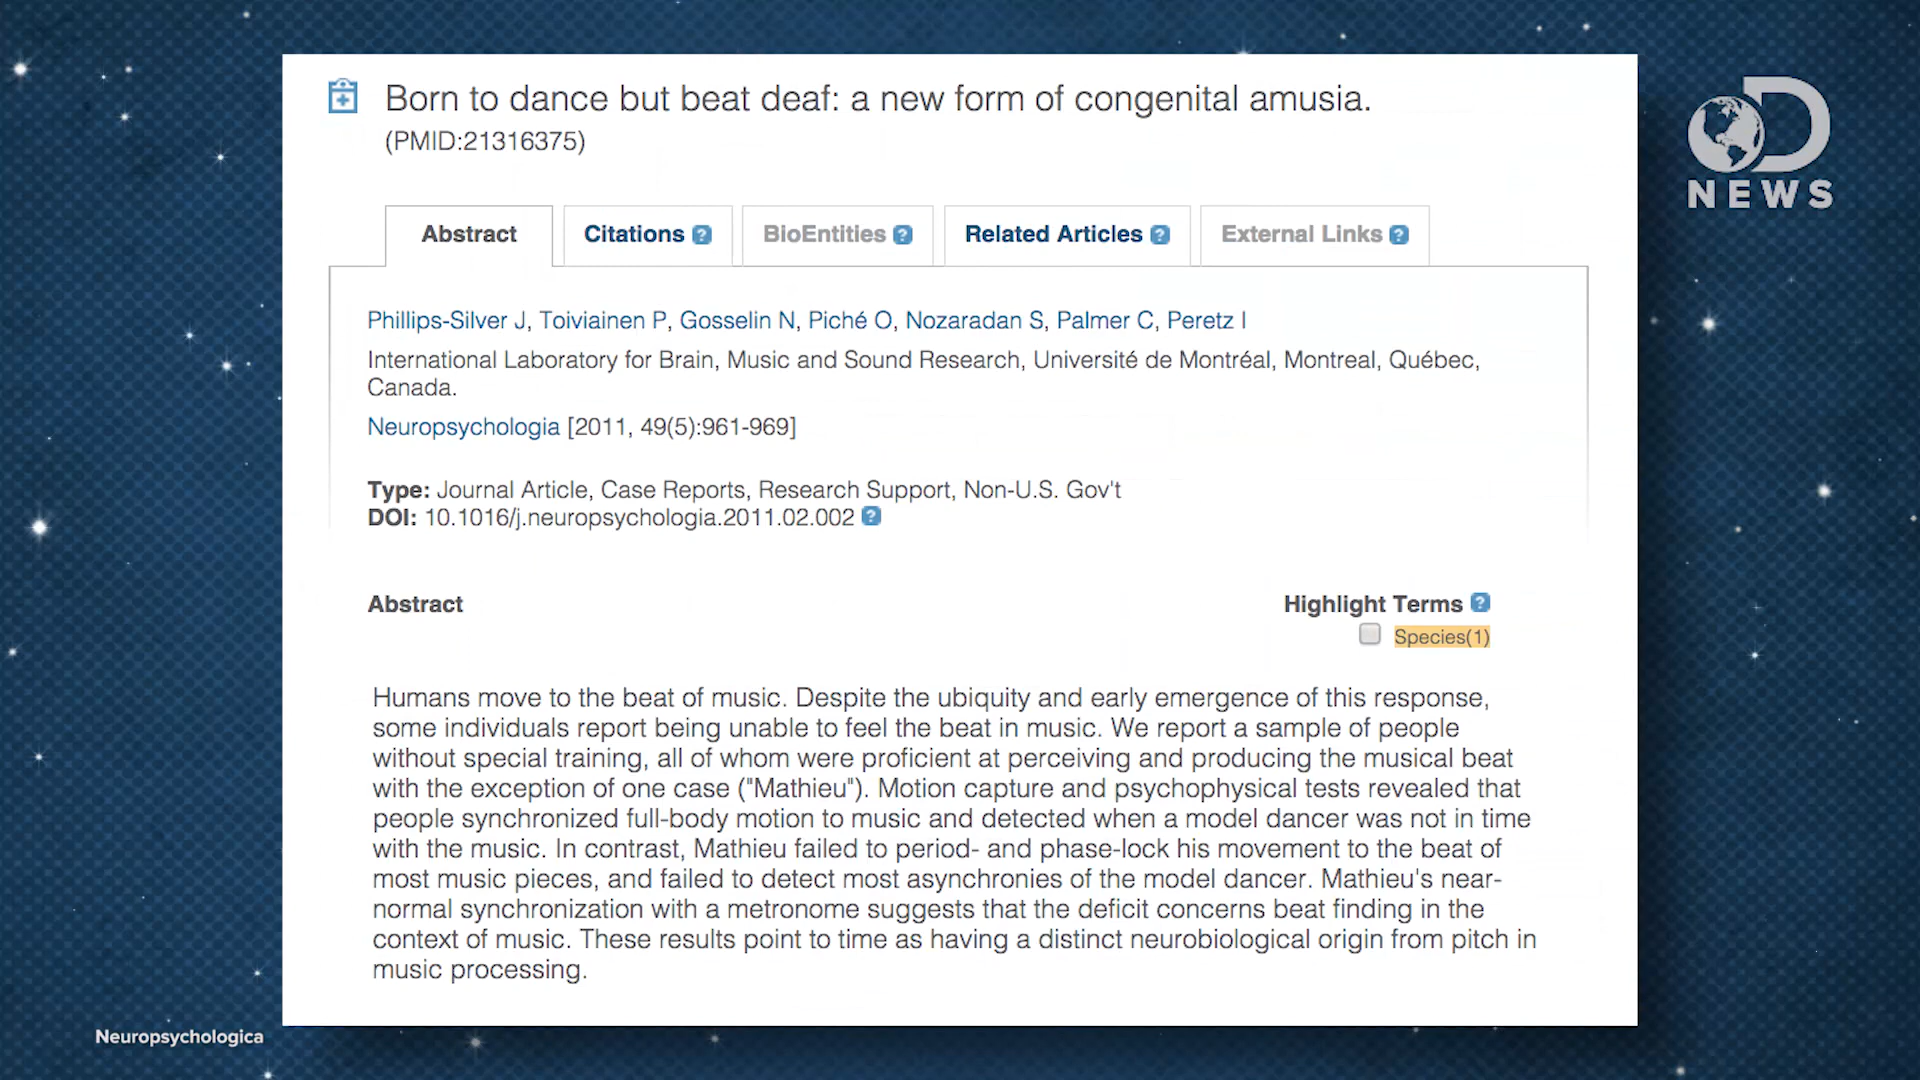 Born to dance but beat deaf: a new form of congenital amusia.
(PMID:21316375)
D
NEWS
Abstract
Citations ?
BioEntities ?
Related Articles ?
External Links ?
Phillips-Silver J, Toiviainen P, Gosselin N, Piché O, Nozaradan S, Palmer C, Peretz I
International Laboratory for Brain, Music and Sound Research, Université de Montréal, Montreal, Québec,
Canada.
Neuropsychologia [2011, 49(5):961-969]
Type: Journal Article, Case Reports, Research Support, Non-U.S. Gov't
DOI: 10.1016/j.neuropsychologia.2011.02.002 ?
Abstract
Highlight Terms ?
Species(1)
Humans move to the beat of music. Despite the ubiquity and early emergence of this response,
some individuals report being unable to feel the beat in music. We report a sample of people
without special training, all of whom were proficient at perceiving and producing the musical beat
with the exception of one case ("Mathieu"). Motion capture and psychophysical tests revealed that
people synchronized full-body motion to music and detected when a model dancer was not in time
with the music. In contrast, Mathieu failed to period- and phase-lock his movement to the beat of
most music pieces, and failed to detect most asynchronies of the model dancer. Mathieu's near-
normal synchronization with a metronome suggests that the deficit concerns beat finding in the
context of music. These results point to time as having a distinct neurobiological origin from pitch in
music processing.
Neuropsychologica